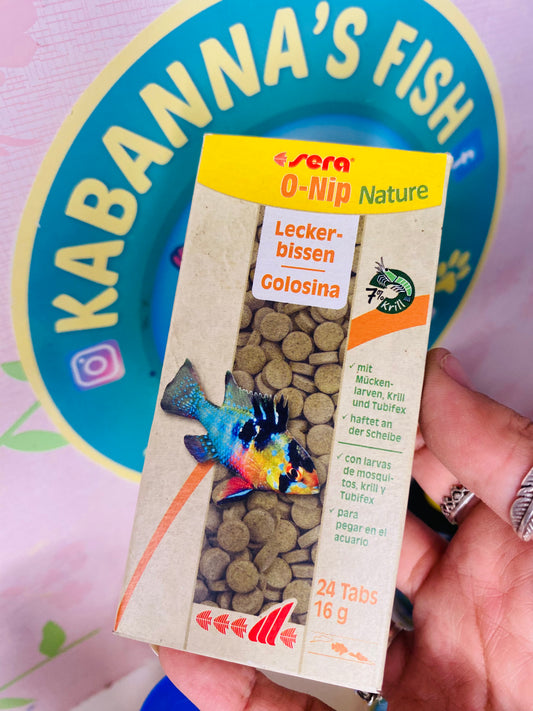 KABANNA'S FISH
sera®
O-Nip Nature
Lecker-
bissen
Golosina
7% Krill
✓ mit
Mücken-
larven, Krill
und Tubifex
✓ haftet an
der Scheibe
✓ con larvas
de mosqui-
tos, krill y
Tubifex
✓ para
pegar en el
acuario
24 Tabs
16 g